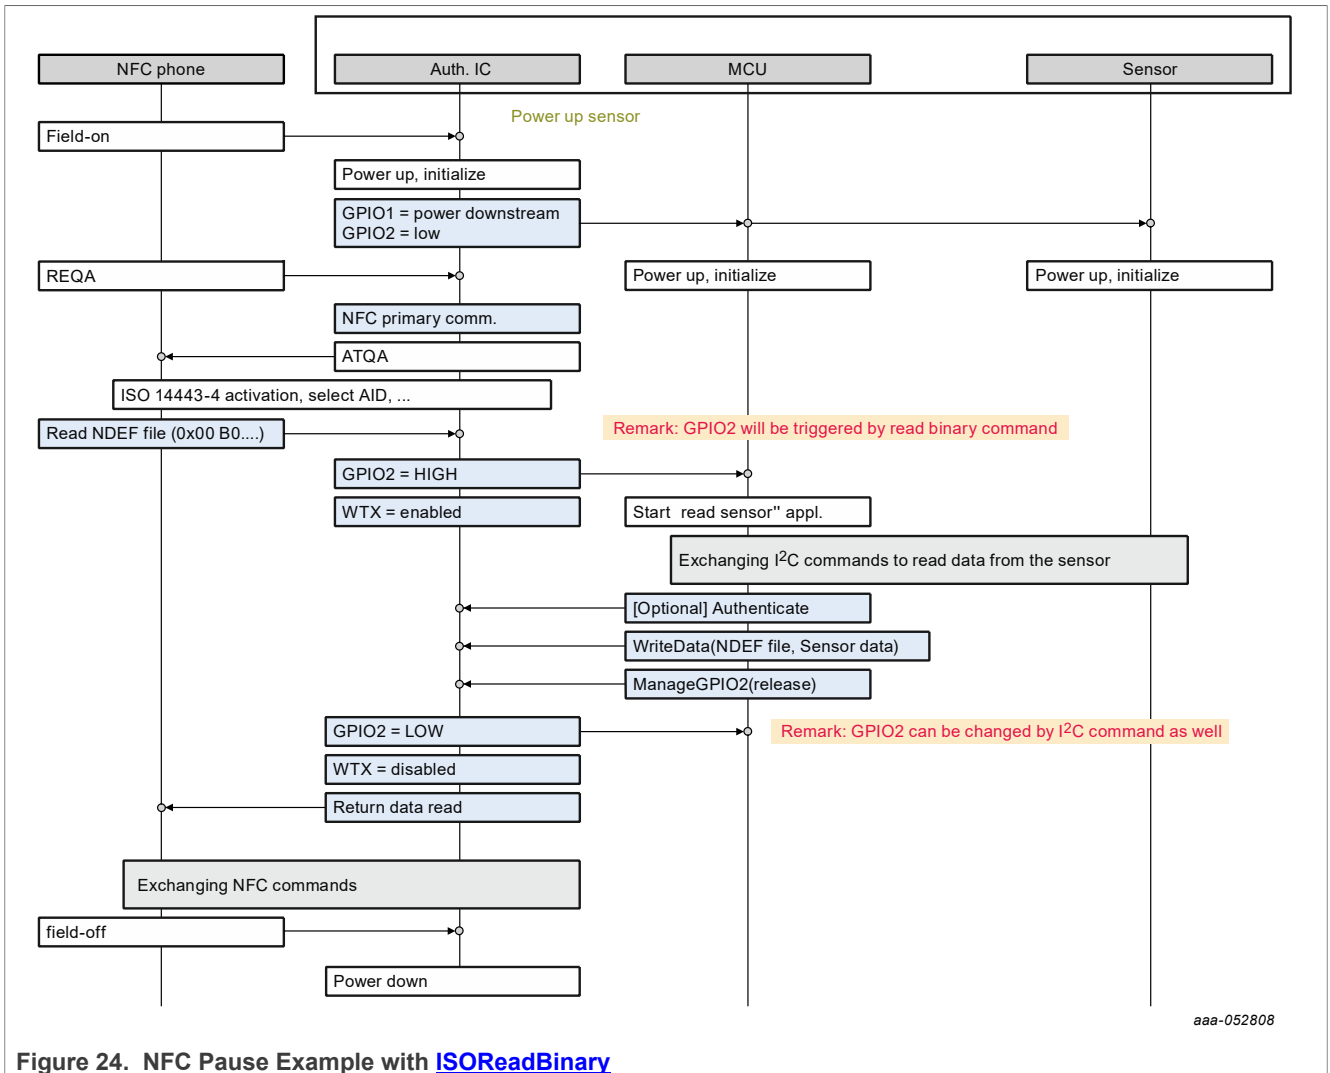 NFC phone
Auth. IC
MCU
Sensor
Power up sensor
Field-on
Power up, initialize
GPIO1 = power downstream
GPIO2 = low
REQA
Power up, initialize
Power up, initialize
NFC primary comm.
ATQA
ISO 14443-4 activation, select AID, ...
Read NDEF file (0x00 B0....)
Remark: GPIO2 will be triggered by read binary command
GPIO2 = HIGH
WTX = enabled
Start read sensor" appl.
Exchanging I2C commands to read data from the sensor
[Optional] Authenticate
WriteData(NDEF file, Sensor data)
ManageGPIO2(release)
GPIO2 = LOW
Remark: GPIO2 can be changed by I2C command as well
WTX = disabled
Return data read
Exchanging NFC commands
field-off
Power down
aaa-052808
Figure 24. NFC Pause Example with ISOReadBinary